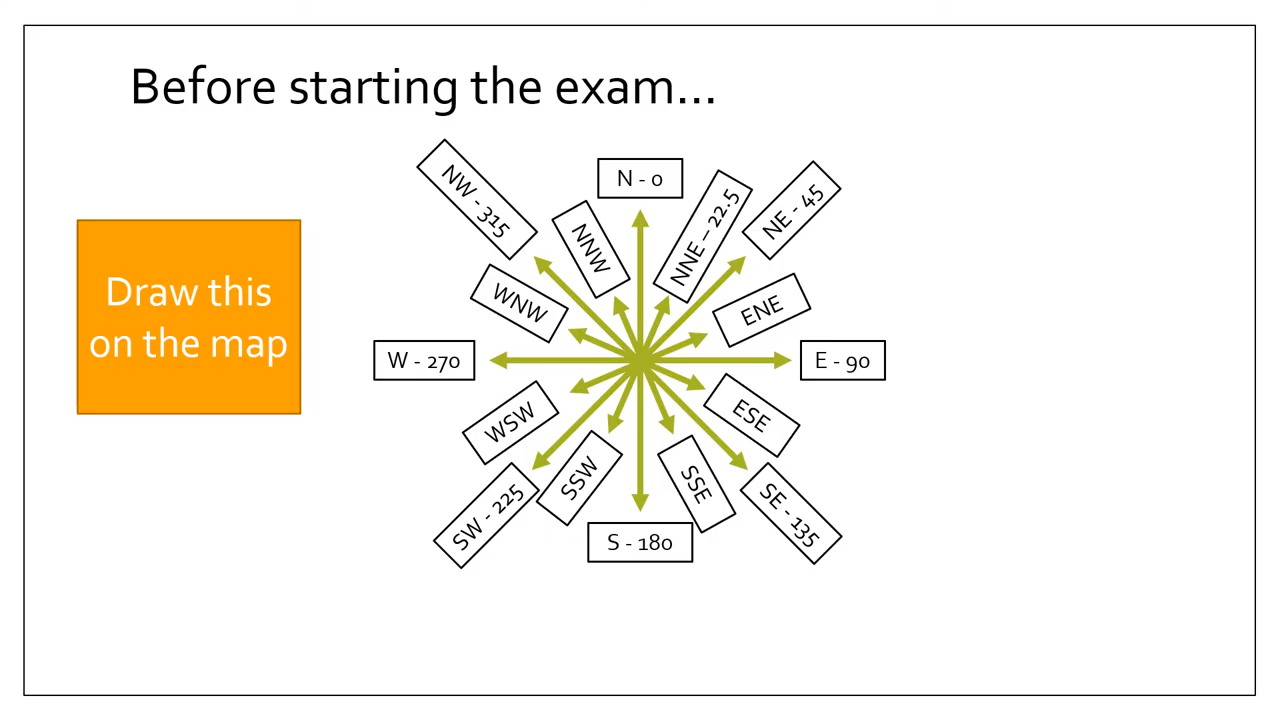 Before starting the exam...
Draw this
on the map
NW - 315
NNW
N - 0
NNE – 22.5
NE - 45
WNW
ENE
W - 270
E - 90
WSW
ESE
SW - 225
SSW
SSE
SE - 135
S - 180